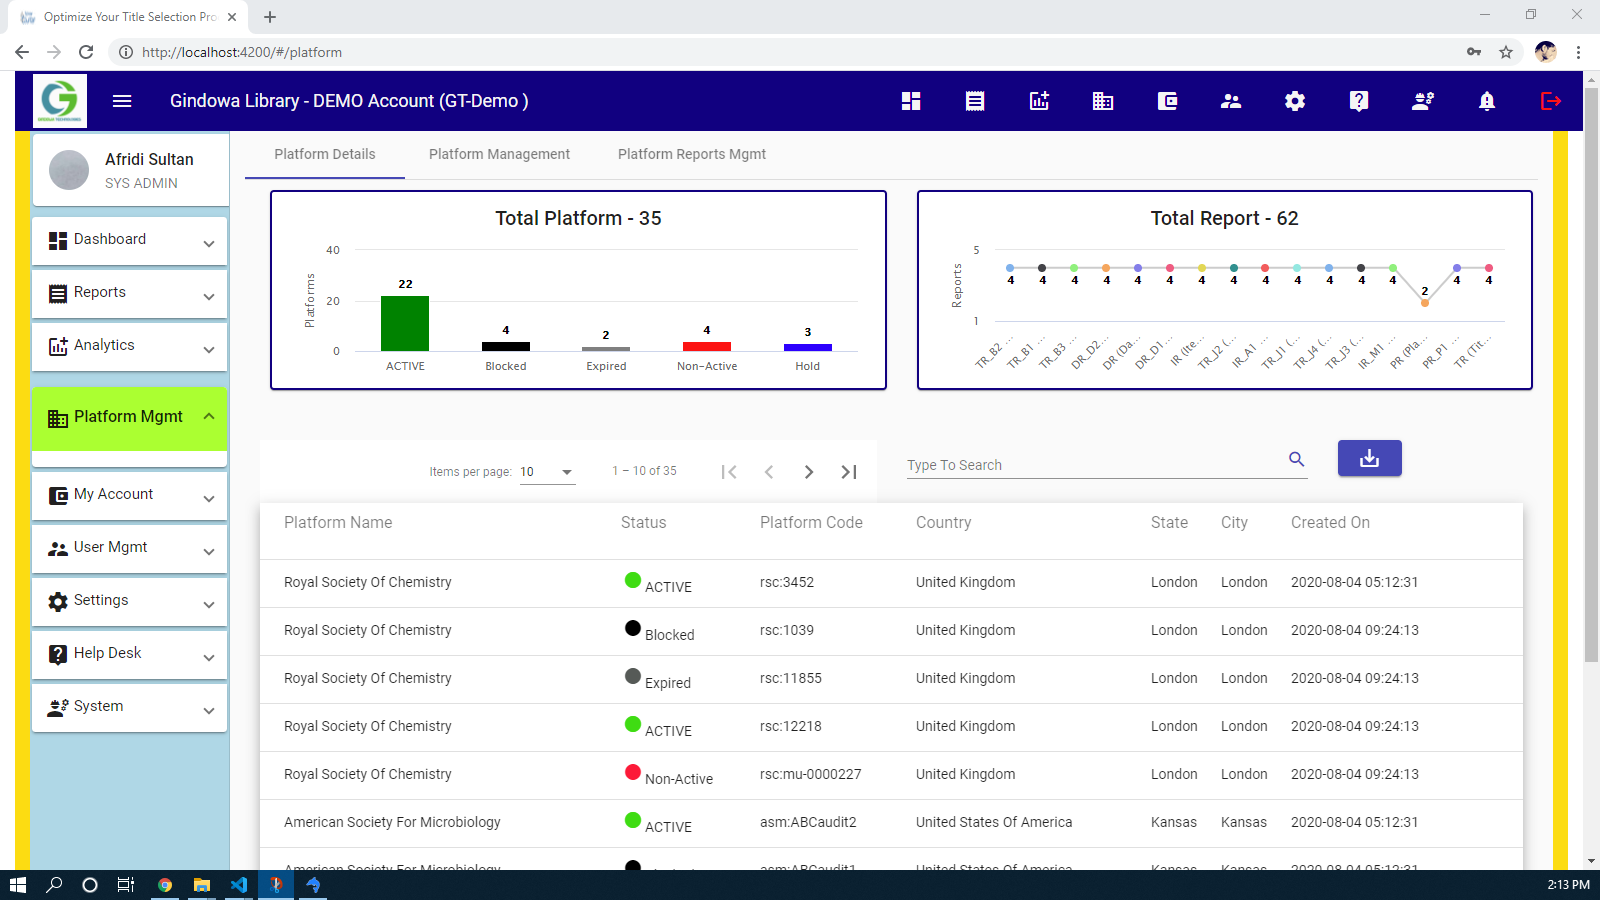 Optimize Your Title Selection Pro
http://localhost:4200/#/platform
Gindowa Library - DEMO Account (GT-Demo )
Afridi Sultan
SYS ADMIN
Dashboard
Reports
Analytics
Platform Mgmt
My Account
User Mgmt
Settings
Help Desk
System
Platform Details Platform Management Platform Reports Mgmt
Total Platform - 35
Platforms
40
20
0
22
4
2
4
3
ACTIVE Blocked Expired Non-Active Hold
Total Report - 62
Reports
5
1
4 4 4 4 4 4 4 4 4 4 4 4 4 2 4 4
TR_B2 ... TR_B1 ... TR_B3 ... DR_D2... DR (Da... DR_D1... IR (Ite... TR_J2 (... IR_A1 ... TR_J1 (... TR_J4 (... TR_J3 (... IR_M1 ... PR (Pla... PR_P1 ... TR (Tit...
Items per page: 10 1 – 10 of 35
Type To Search
Platform Name Status Platform Code Country State City Created On
Royal Society Of Chemistry ACTIVE rsc:3452 United Kingdom London London 2020-08-04 05:12:31
Royal Society Of Chemistry Blocked rsc:1039 United Kingdom London London 2020-08-04 09:24:13
Royal Society Of Chemistry Expired rsc:11855 United Kingdom London London 2020-08-04 09:24:13
Royal Society Of Chemistry ACTIVE rsc:12218 United Kingdom London London 2020-08-04 09:24:13
Royal Society Of Chemistry Non-Active rsc:mu-0000227 United Kingdom London London 2020-08-04 09:24:13
American Society For Microbiology ACTIVE asm:ABCaudit2 United States Of America Kansas Kansas 2020-08-04 05:12:31
American Society For Microbiology asm:ABCaudit1 United States Of America Kansas Kansas 2020-08-04 05:12:31
2:13 PM